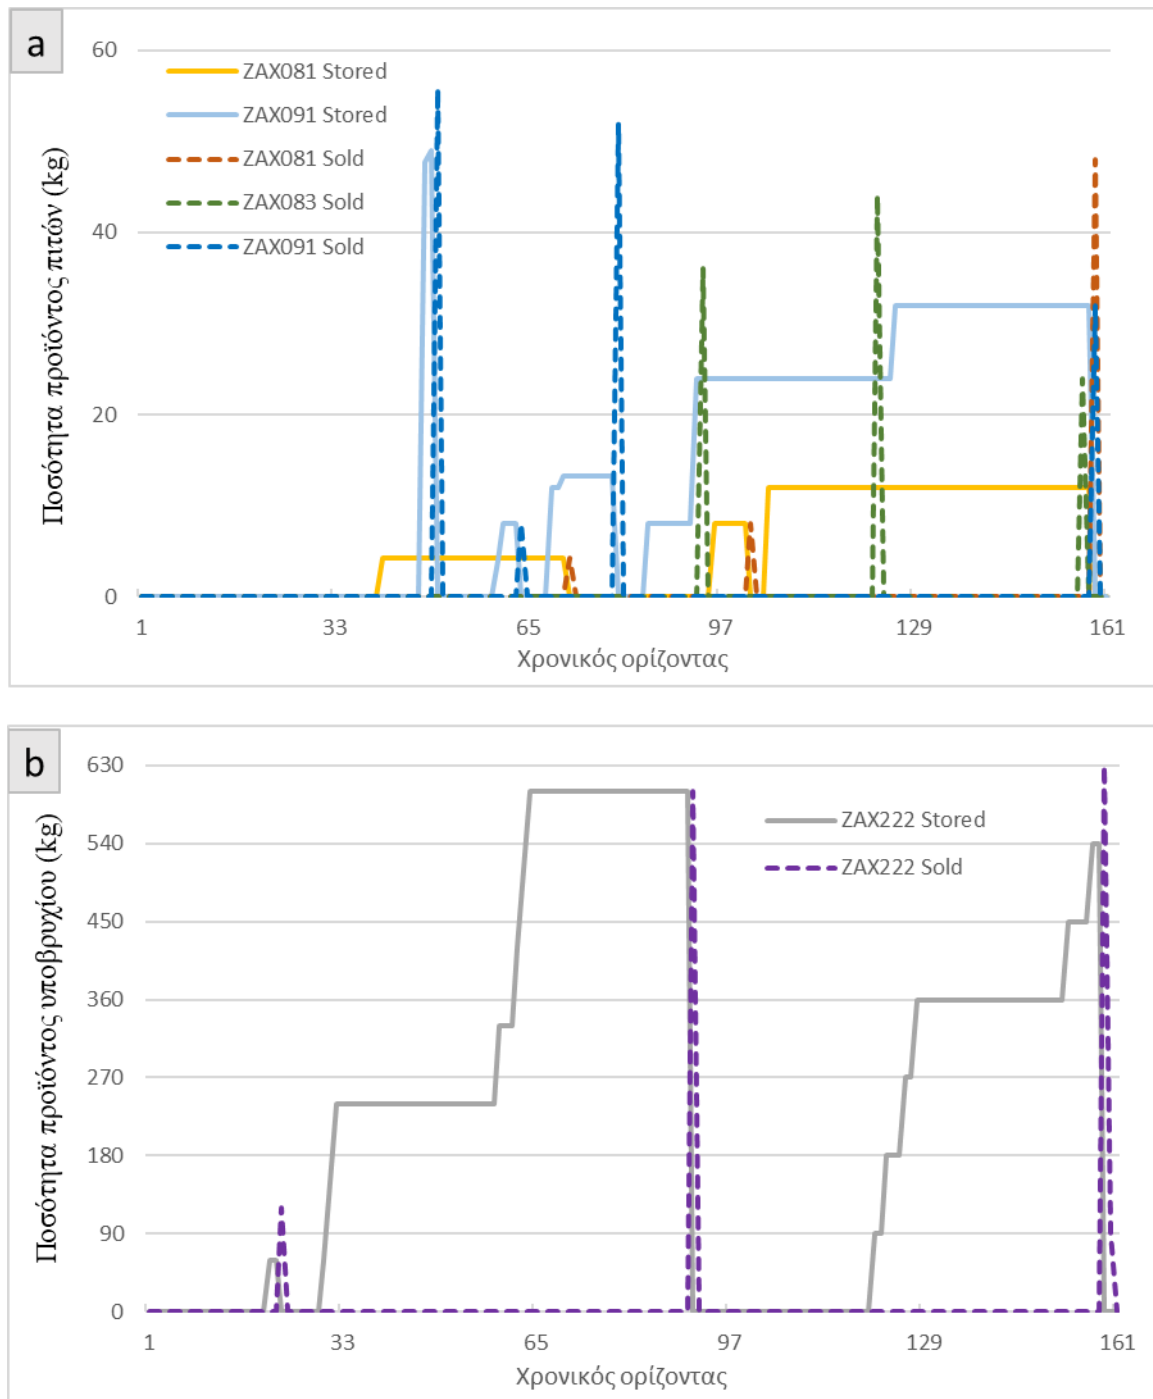 a
Ποσότητα προϊόντος πιτών (kg)
60
40
20
0
ZAX081 Stored
ZAX091 Stored
ZAX081 Sold
ZAX083 Sold
ZAX091 Sold
1 33 65 97 129 161
Χρονικός ορίζοντας
b
Ποσότητα προϊόντος υποβρυχίου (kg)
630
540
450
360
270
180
90
0
ZAX222 Stored
ZAX222 Sold
1 33 65 97 129 161
Χρονικός ορίζοντας